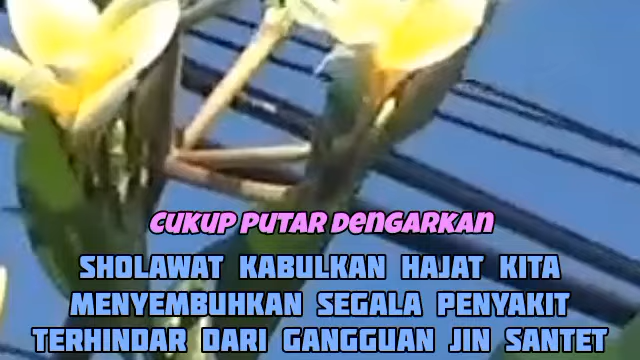 CUKUP PUTAR DENGARKAN
SHOLAWAT KABULKAN HAJAT KITA
MENYEMBUHKAN SEGALA PENYAKIT
TERHINDAR DARI GANGGUAN JIN SANTET